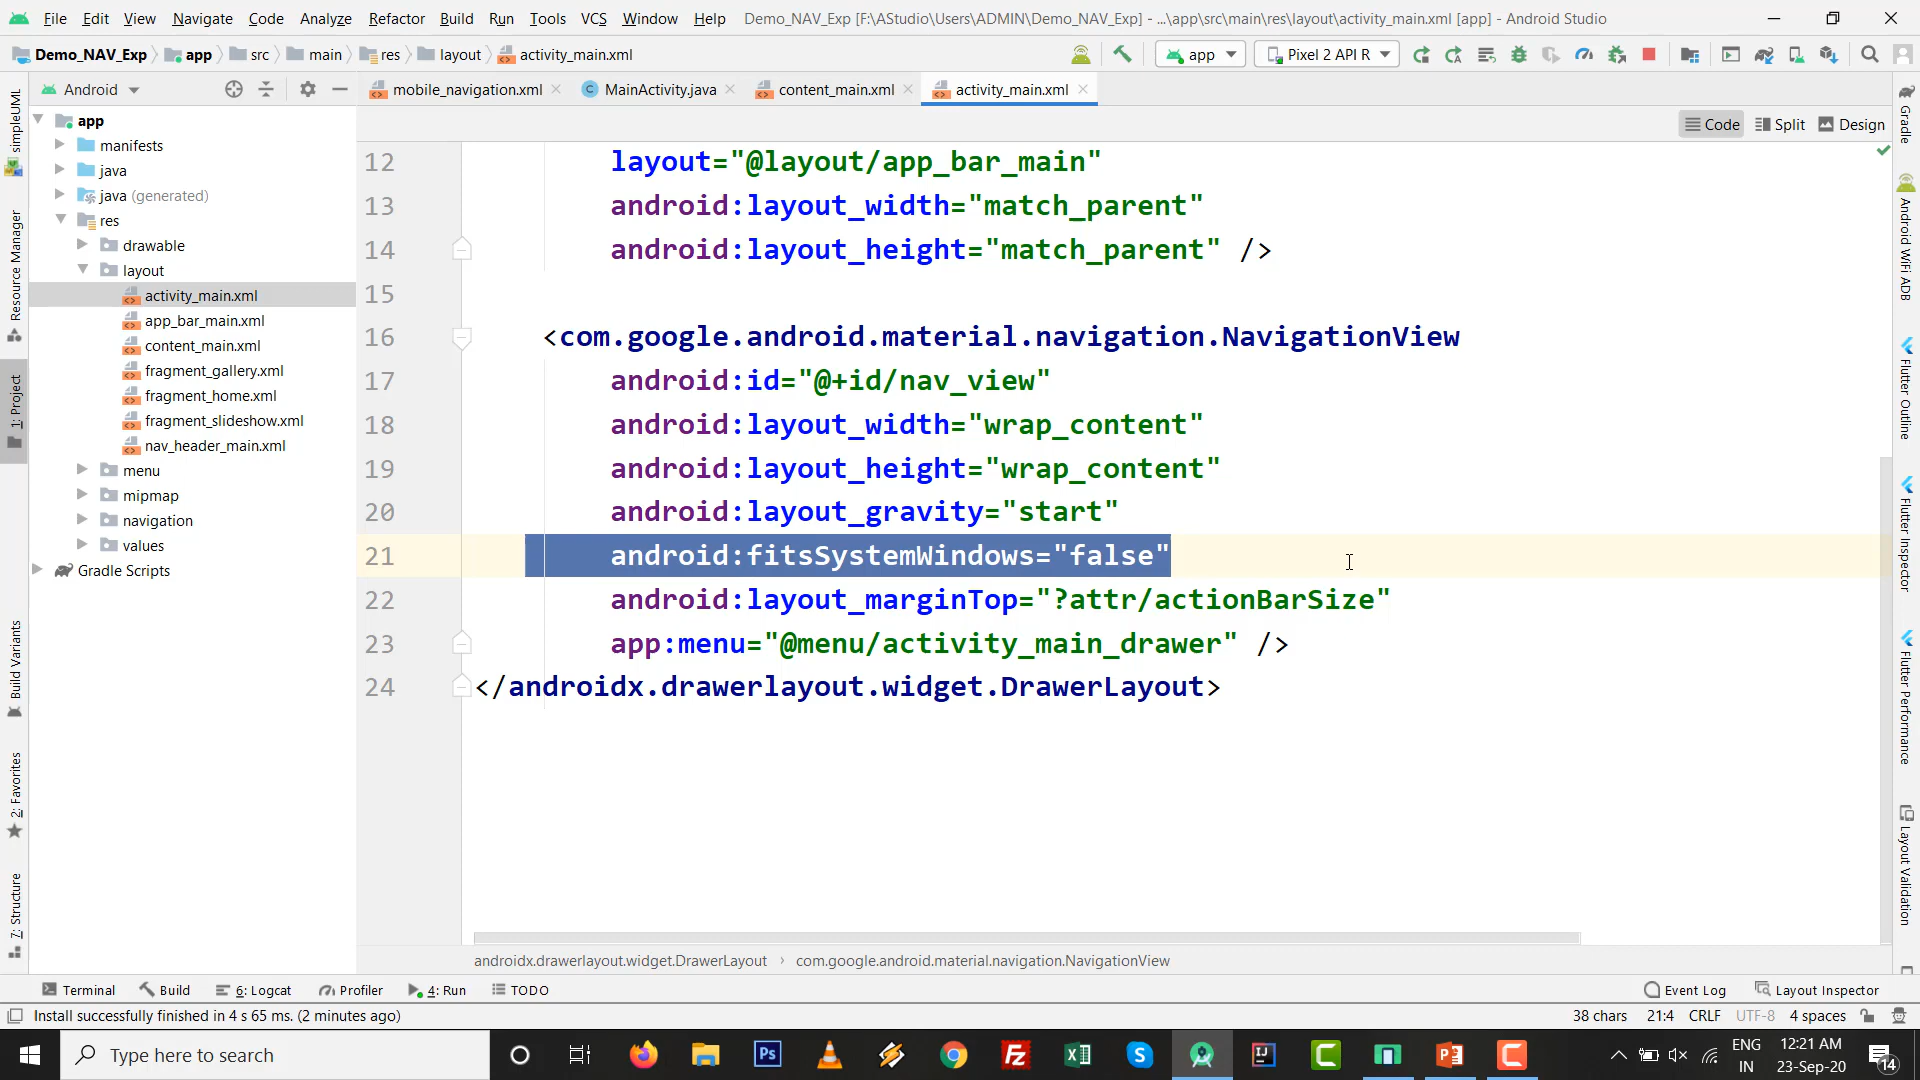 File Edit View Navigate Code Analyze Refactor Build Run Tools VCS Window Help Demo_NAV_Exp [F:\AStudio\Users\ADMIN\Demo_NAV_Exp] - ...\app\src\main\res\layout\activity_main.xml [app] - Android Studio
Demo_NAV_Exp app src main res layout activity_main.xml app Pixel 2 API R
Android mobile_navigation.xml MainActivity.java content_main.xml activity_main.xml
Code Split Design
app
manifests
java
java (generated)
res
drawable
layout
activity_main.xml
app_bar_main.xml
content_main.xml
fragment_gallery.xml
fragment_home.xml
fragment_slideshow.xml
nav_header_main.xml
menu
mipmap
navigation
values
Gradle Scripts
12 layout="@layout/app_bar_main"
13 android:layout_width="match_parent"
14 android:layout_height="match_parent" />
15
16 <com.google.android.material.navigation.NavigationView
17 android:id="@+id/nav_view"
18 android:layout_width="wrap_content"
19 android:layout_height="wrap_content"
20 android:layout_gravity="start"
21 android:fitsSystemWindows="false"
22 android:layout_marginTop="?attr/actionBarSize"
23 app:menu="@menu/activity_main_drawer" />
24 </androidx.drawerlayout.widget.DrawerLayout>
androidx.drawerlayout.widget.DrawerLayout › com.google.android.material.navigation.NavigationView
simpleUML
Resource Manager
1: Project
Build Variants
2: Favorites
7: Structure
Gradle
Android WiFi ADB
Flutter Outline
Flutter Inspector
Flutter Performance
Layout Validation
Terminal Build 6: Logcat Profiler 4: Run TODO Event Log Layout Inspector
Install successfully finished in 4 s 65 ms. (2 minutes ago) 38 chars 21:4 CRLF UTF-8 4 spaces
Type here to search
ENG
IN
12:21 AM
23-Sep-20
14